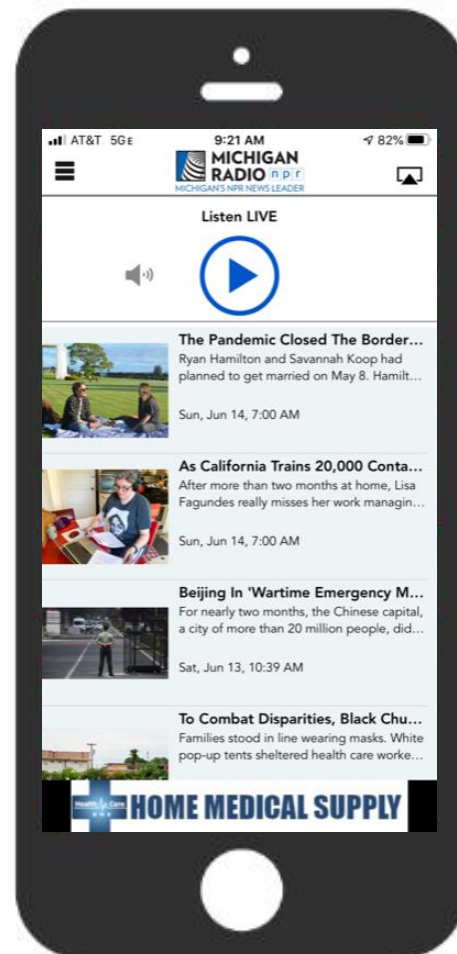 AT&T 5GE 9:21 AM 82%
MICHIGAN
RADIO npr
MICHIGAN'S NPR NEWS LEADER
Listen LIVE
The Pandemic Closed The Border...
Ryan Hamilton and Savannah Koop had
planned to get married on May 8. Hamilt...
Sun, Jun 14, 7:00 AM
As California Trains 20,000 Conta...
After more than two months at home, Lisa
Fagundes really misses her work managin...
Sun, Jun 14, 7:00 AM
Beijing In 'Wartime Emergency M...
For nearly two months, the Chinese capital,
a city of more than 20 million people, did...
Sat, Jun 13, 10:39 AM
To Combat Disparities, Black Chu...
Families stood in line wearing masks. White
pop-up tents sheltered health care worke...
Health Care
HOME MEDICAL SUPPLY